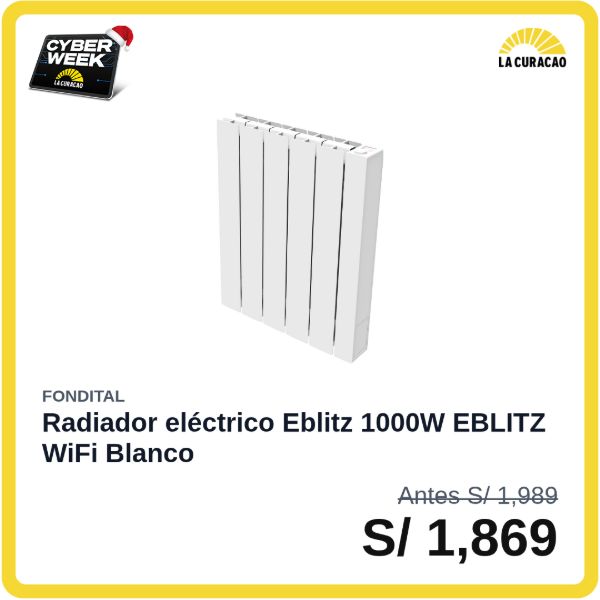 CYBER
WEEK
LA CURACAO
LA CURACAO
FONDITAL
Radiador eléctrico Eblitz 1000W EBLITZ
WiFi Blanco
Antes S/ 1,989
S/ 1,869